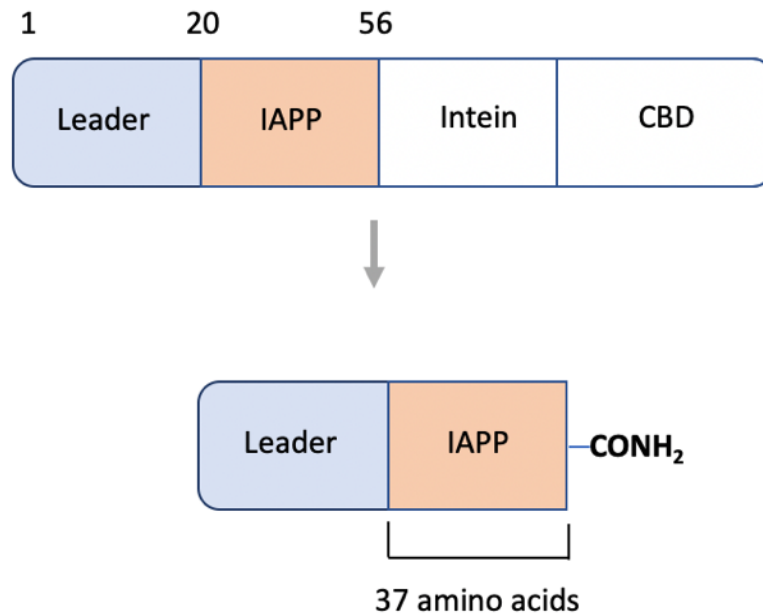 1 20 56
Leader IAPP Intein CBD
Leader IAPP –CONH₂
37 amino acids